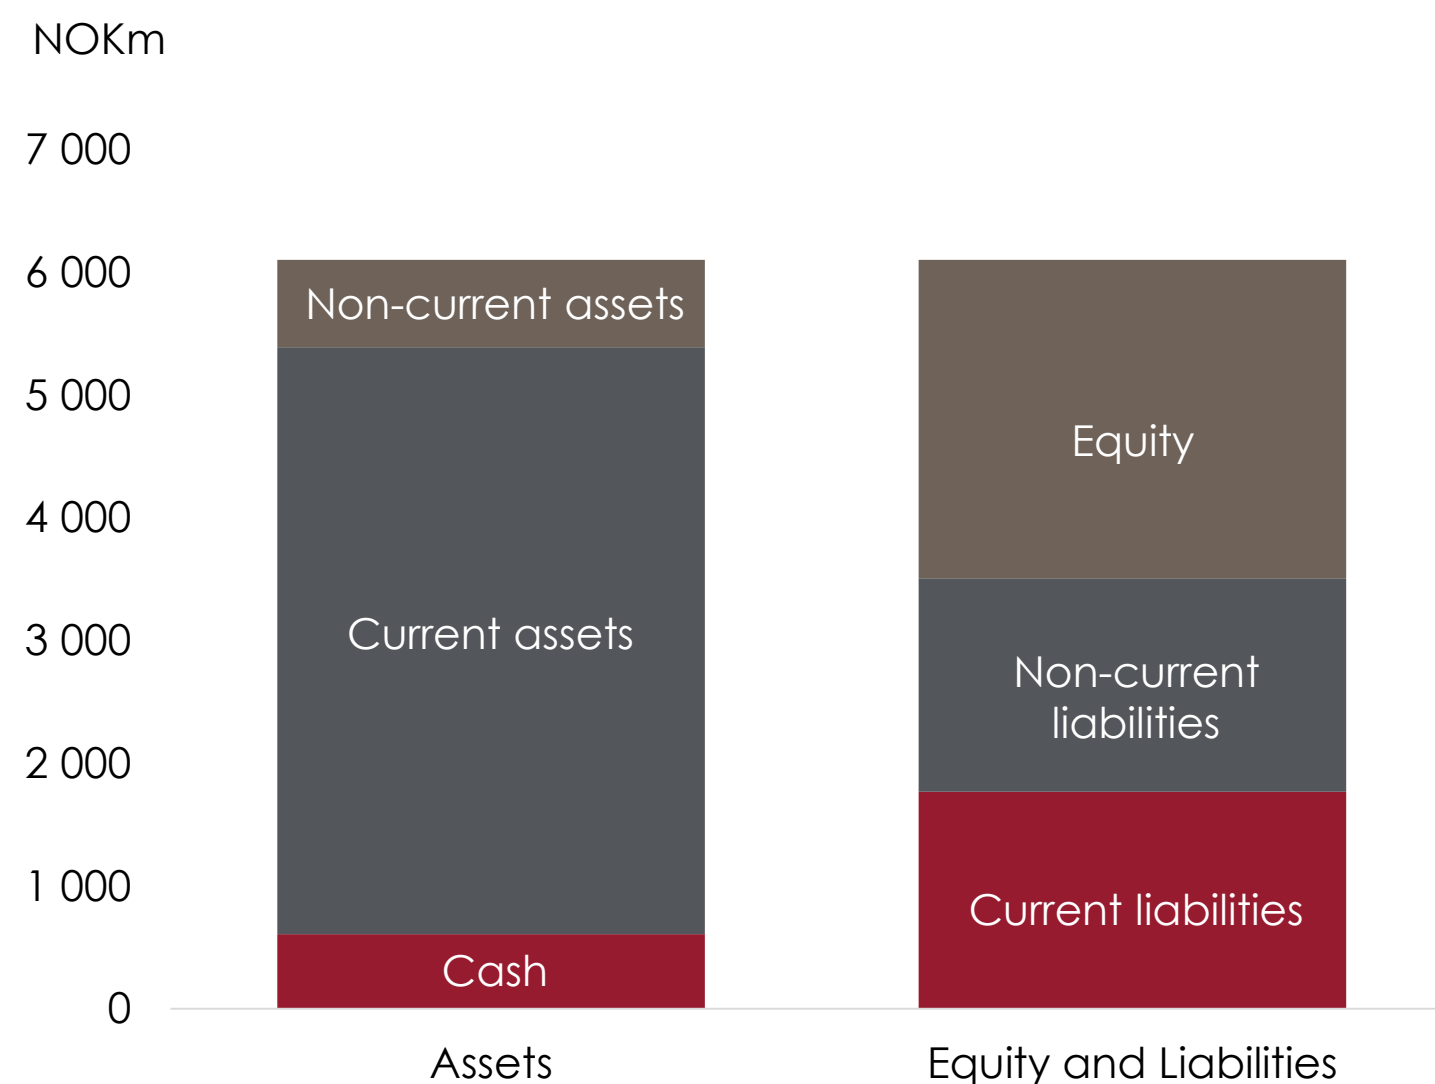 NOKm
7 000
6 000
5 000
4 000
3 000
2 000
1 000
0
Non-current assets
Current assets
Cash
Equity
Non-current
liabilities
Current liabilities
Assets
Equity and Liabilities